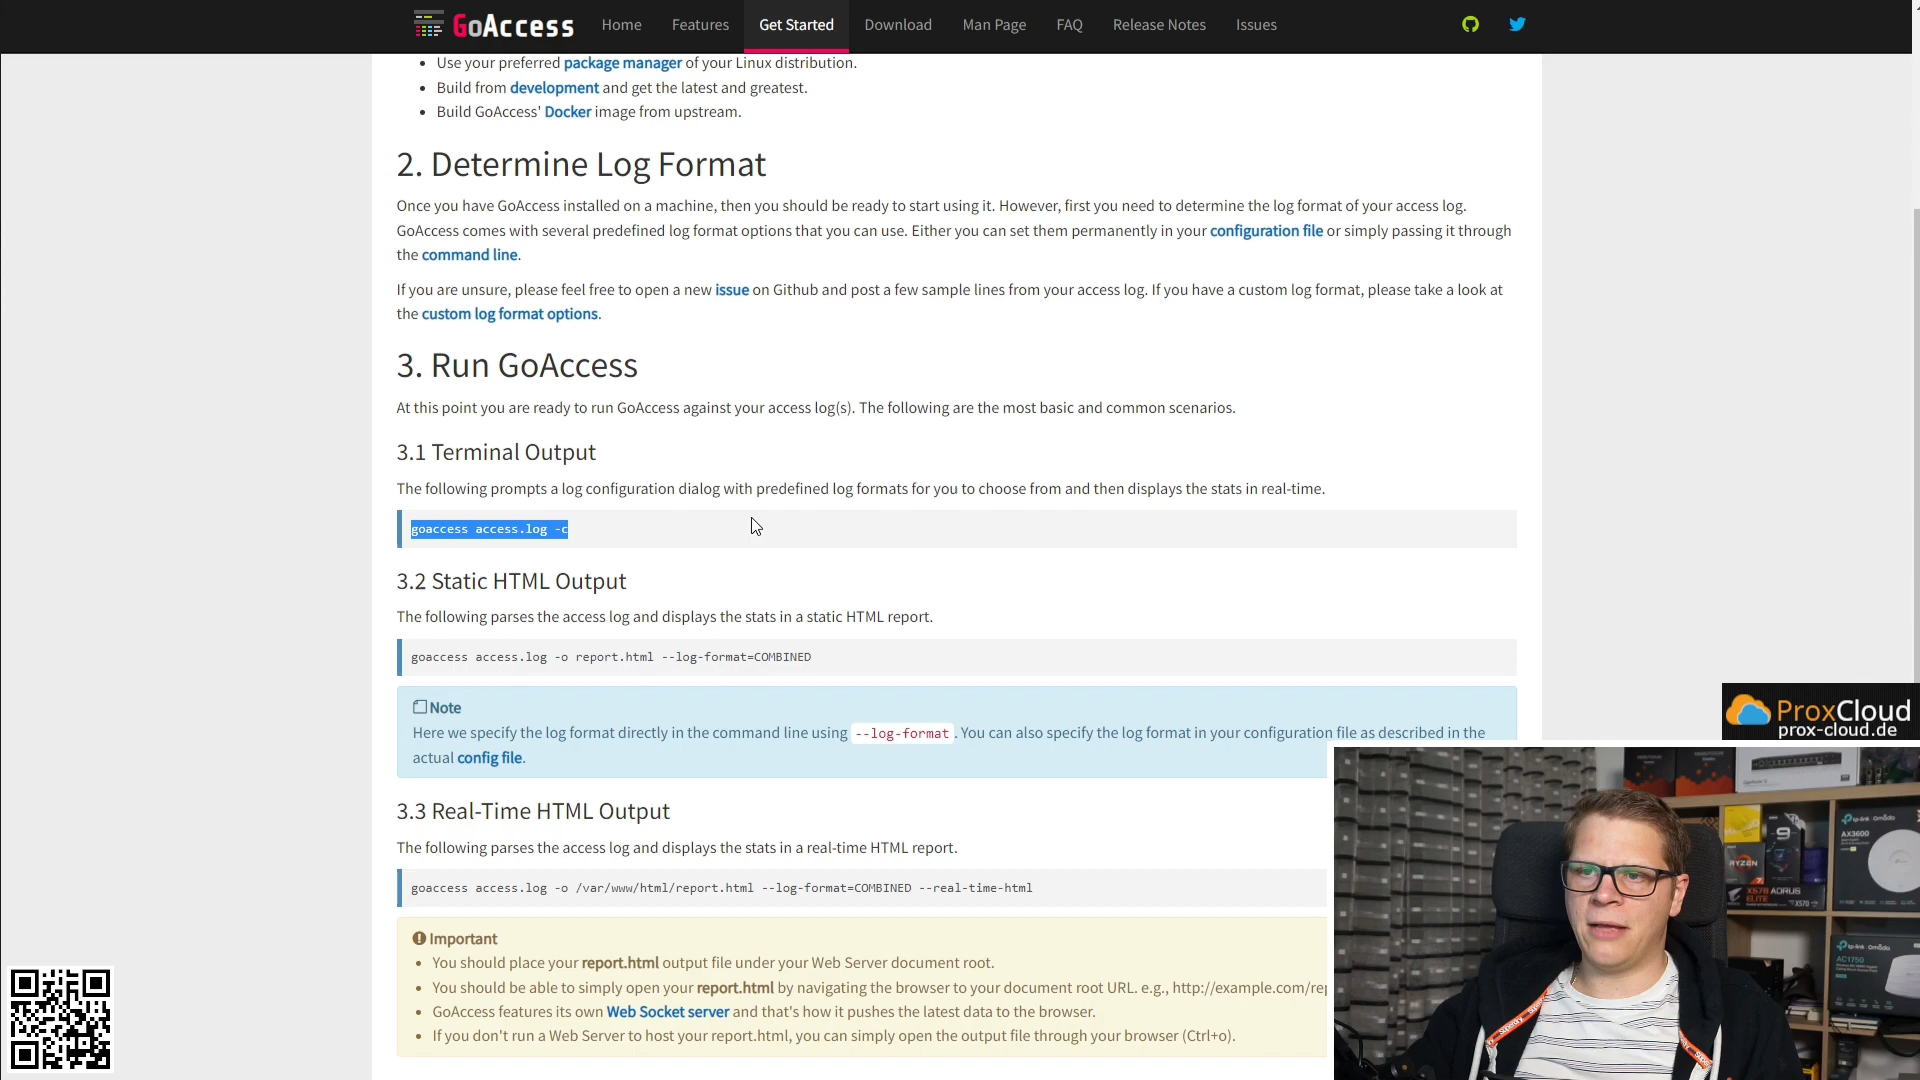 GoAccess
Home
Features
Get Started
Download
Man Page
FAQ
Release Notes
Issues
Use your preferred package manager of your Linux distribution.
Build from development and get the latest and greatest.
Build GoAccess' Docker image from upstream.
2. Determine Log Format
Once you have GoAccess installed on a machine, then you should be ready to start using it. However, first you need to determine the log format of your access log.
GoAccess comes with several predefined log format options that you can use. Either you can set them permanently in your configuration file or simply passing it through
the command line.
If you are unsure, please feel free to open a new issue on Github and post a few sample lines from your access log. If you have a custom log format, please take a look at
the custom log format options.
3. Run GoAccess
At this point you are ready to run GoAccess against your access log(s). The following are the most basic and common scenarios.
3.1 Terminal Output
The following prompts a log configuration dialog with predefined log formats for you to choose from and then displays the stats in real-time.
goaccess access.log -c
3.2 Static HTML Output
The following parses the access log and displays the stats in a static HTML report.
goaccess access.log -o report.html --log-format=COMBINED
Note
Here we specify the log format directly in the command line using --log-format. You can also specify the log format in your configuration file as described in the
actual config file.
3.3 Real-Time HTML Output
The following parses the access log and displays the stats in a real-time HTML report.
goaccess access.log -o /var/www/html/report.html --log-format=COMBINED --real-time-html
Important
You should place your report.html output file under your Web Server document root.
You should be able to simply open your report.html by navigating the browser to your document root URL. e.g., http://example.com/rep
GoAccess features its own Web Socket server and that's how it pushes the latest data to the browser.
If you don't run a Web Server to host your report.html, you can simply open the output file through your browser (Ctrl+o).
ProxCloud
prox-cloud.de
tp-link omada
AX3600
9
RYZEN
X570 AORUS
ELITE
X570
tp-link omada
AC1750